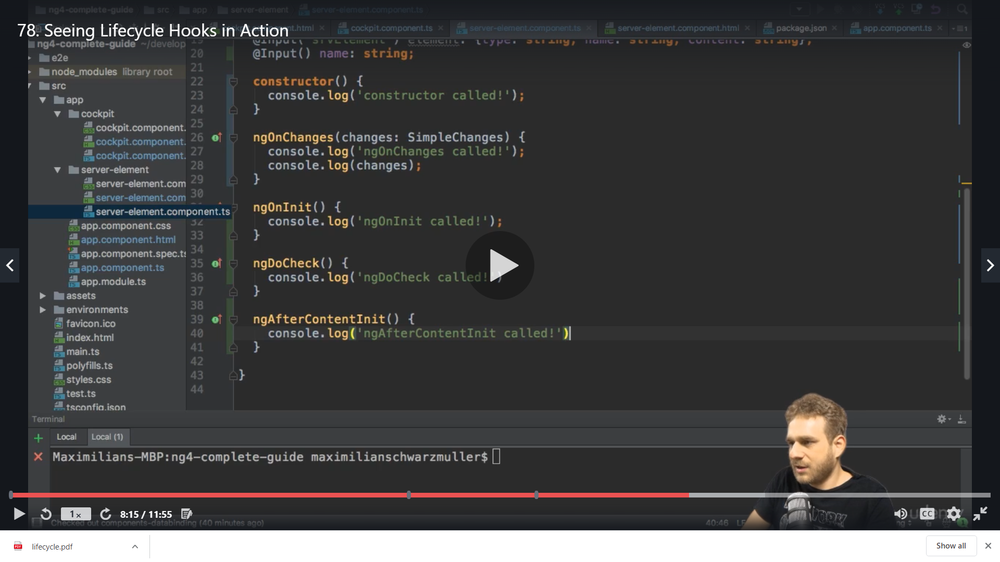 ng4-complete-guide src app server-element server-element.component.ts
78. Seeing Lifecycle Hooks in Action
.html cockpit.component.ts server-element.component.ts server-element.component.html package.json app.component.ts
ng4-complete-guide ~/develop
e2e
node_modules library root
src
app
cockpit
cockpit.component.
cockpit.component.
cockpit.component.
server-element
server-element.com
server-element.com
server-element.component.ts
app.component.css
app.component.html
app.component.spec.ts
app.component.ts
app.module.ts
assets
environments
favicon.ico
index.html
main.ts
polyfills.ts
styles.css
test.ts
tsconfig.json
19 @Input('srvElement') element: {type: string, name: string, content: string};
20 @Input() name: string;
21
22 constructor() {
23 console.log('constructor called!');
24 }
25
26 ngOnChanges(changes: SimpleChanges) {
27 console.log('ngOnChanges called!');
28 console.log(changes);
29 }
30
ngOnInit() {
32 console.log('ngOnInit called!');
33 }
34
35 ngDoCheck() {
36 console.log('ngDoCheck called!')
37 }
38
39 ngAfterContentInit() {
40 console.log('ngAfterContentInit called!')
41 }
42
43 }
44
Terminal
Local Local (1)
Maximilians-MBP:ng4-complete-guide maximilianschwarzmuller$
1x 8:15 / 11:55 CC
Checked out components-databinding (40 minutes ago) 40:46
udemy
lifecycle.pdf Show all